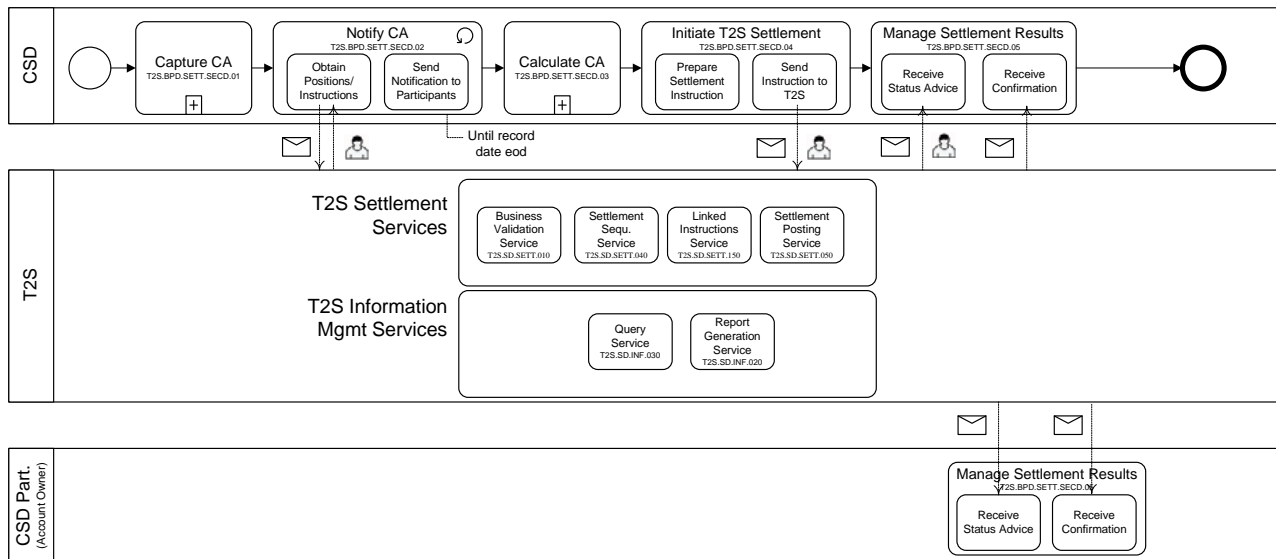 CSD
Capture CA
T2S.BPD.SETT.SECD.01
Notify CA
T2S.BPD.SETT.SECD.02
Obtain
Positions/
Instructions
Send
Notification to
Participants
Calculate CA
T2S.BPD.SETT.SECD.03
Initiate T2S Settlement
T2S.BPD.SETT.SECD.04
Prepare
Settlement
Instruction
Send
Instruction to
T2S
Manage Settlement Results
T2S.BPD.SETT.SECD.05
Receive
Status Advice
Receive
Confirmation
Until record
date eod
T2S
T2S Settlement
Services
Business
Validation
Service
T2S.SD.SETT.010
Settlement
Sequ.
Service
T2S.SD.SETT.040
Linked
Instructions
Service
T2S.SD.SETT.150
Settlement
Posting
Service
T2S.SD.SETT.050
T2S Information
Mgmt Services
Query
Service
T2S.SD.INF.030
Report
Generation
Service
T2S.SD.INF.020
CSD Part.
(Account Owner)
Manage Settlement Results
Receive
Status Advice
Receive
Confirmation